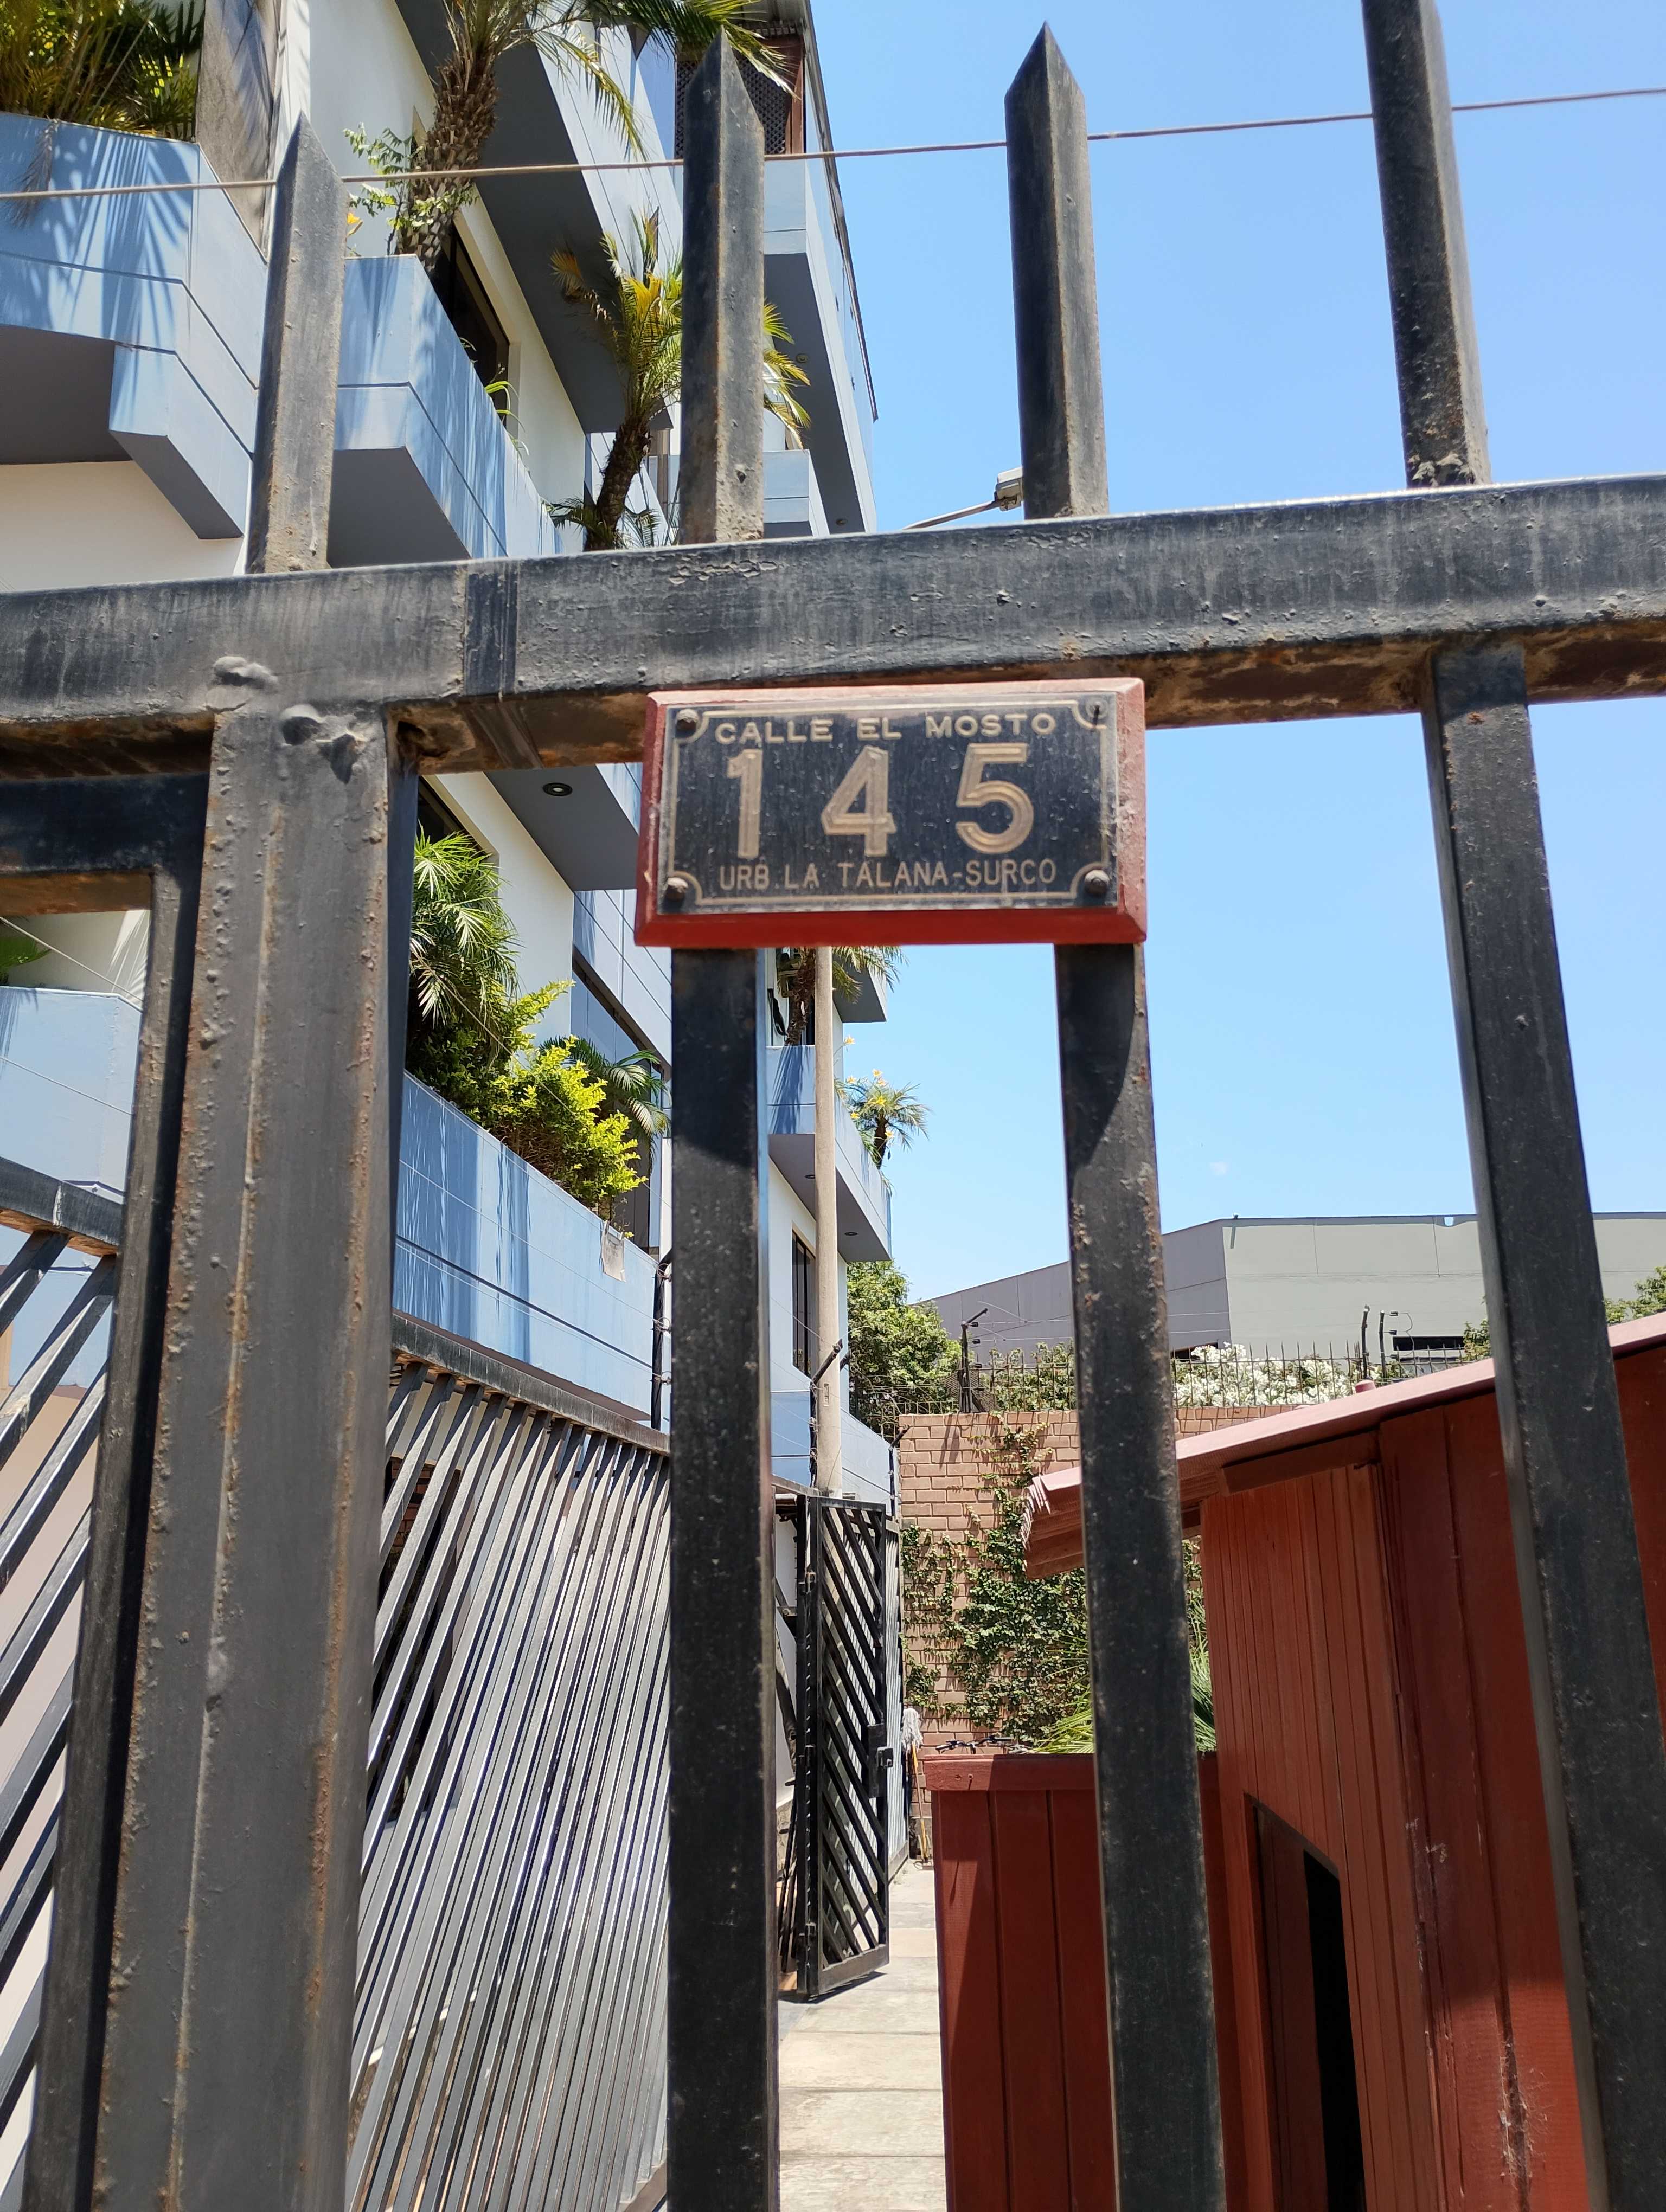 CALLE EL MOSTO
145
URB. LA TALANA-SURCO